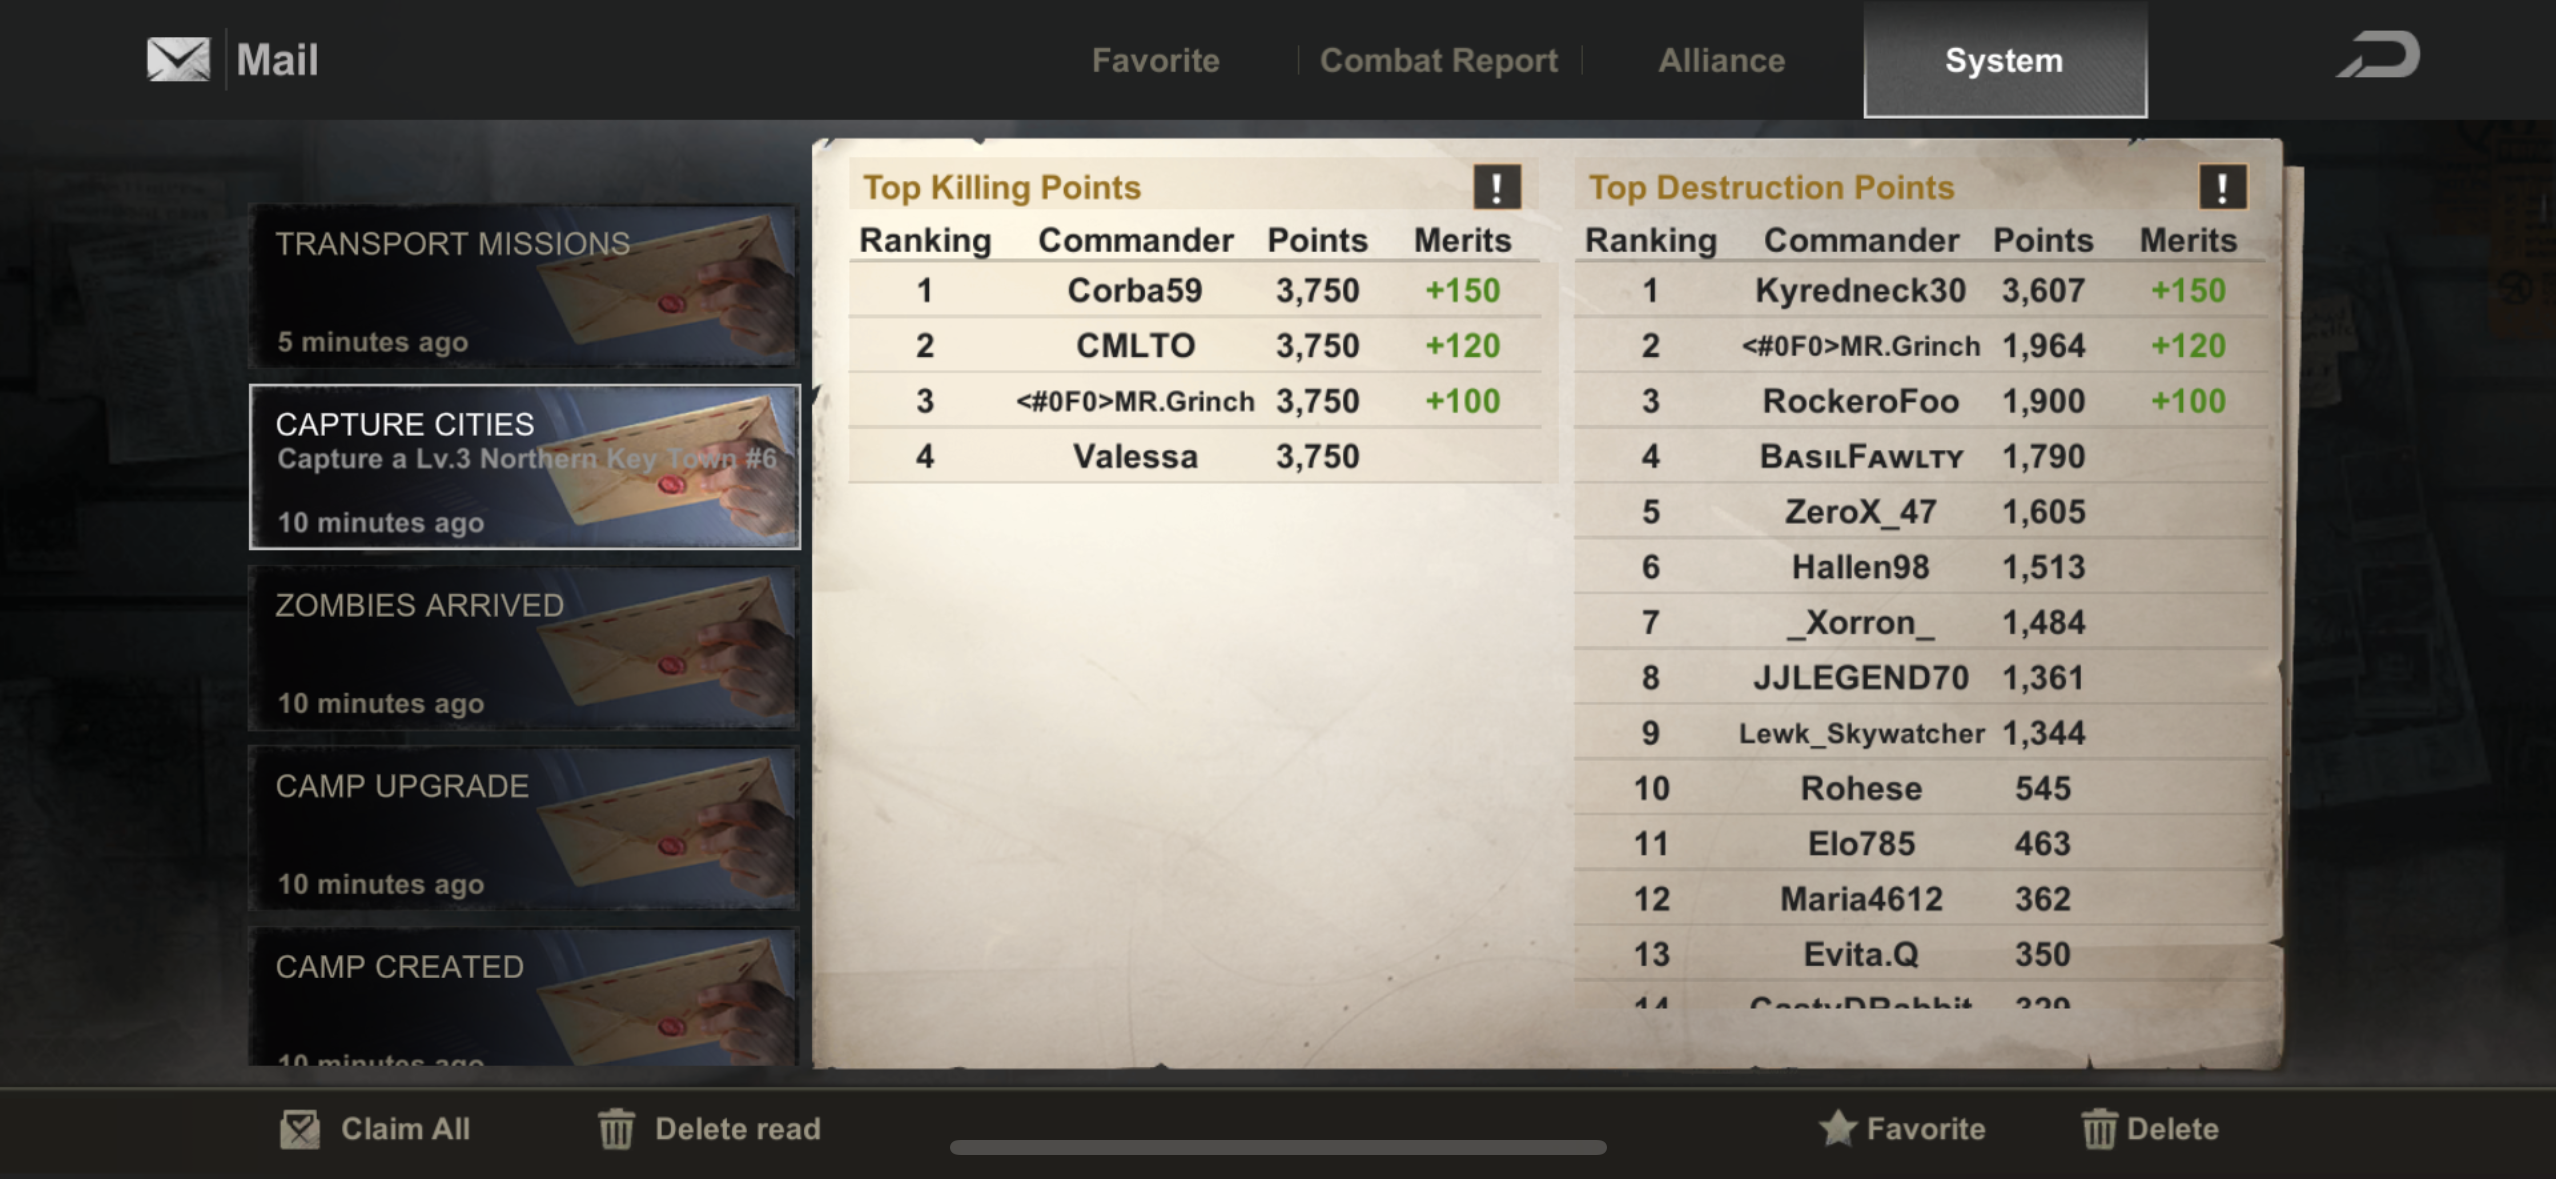 Mail
Favorite
Combat Report
Alliance
System
TRANSPORT MISSIONS
5 minutes ago
CAPTURE CITIES
Capture a Lv.3 Northern Key Town #6
10 minutes ago
ZOMBIES ARRIVED
10 minutes ago
CAMP UPGRADE
10 minutes ago
CAMP CREATED
10 minutes ago
Top Killing Points !
Ranking Commander Points Merits
1 Corba59 3,750 +150
2 CMLTO 3,750 +120
3 <#0F0>MR.Grinch 3,750 +100
4 Valessa 3,750
Top Destruction Points !
Ranking Commander Points Merits
1 Kyredneck30 3,607 +150
2 <#0F0>MR.Grinch 1,964 +120
3 RockeroFoo 1,900 +100
4 BᴀsɪʟFᴀᴡʟᴛʏ 1,790
5 ZeroX_47 1,605
6 Hallen98 1,513
7 _Xorron_ 1,484
8 JJLEGEND70 1,361
9 Lewk_Skywatcher 1,344
10 Rohese 545
11 Elo785 463
12 Maria4612 362
13 Evita.Q 350
14
Claim All
Delete read
Favorite
Delete